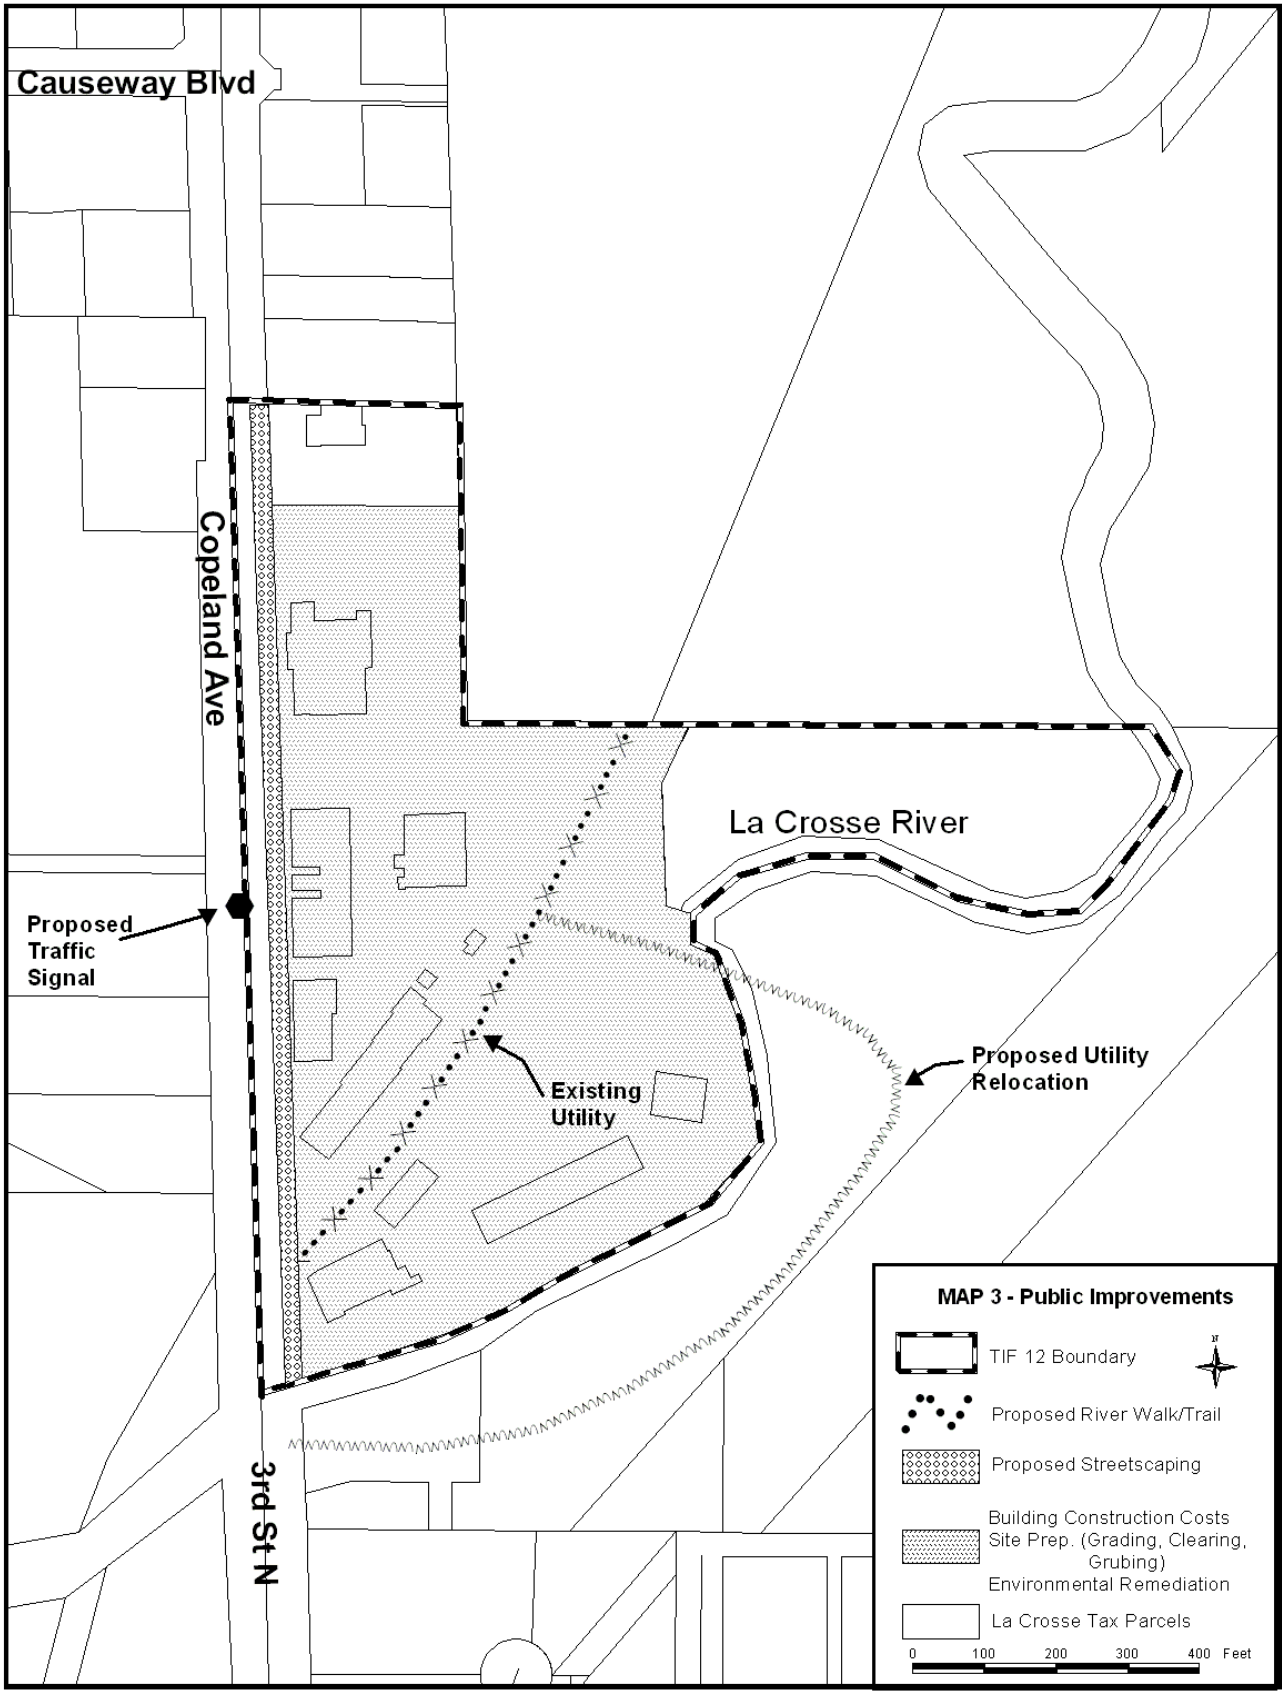 Causeway Blvd
Copeland Ave
La Crosse River
Proposed
Traffic
Signal
Existing
Utility
Proposed Utility
Relocation
3rd St N
MAP 3 - Public Improvements
N
TIF 12 Boundary
Proposed River Walk/Trail
Proposed Streetscaping
Building Construction Costs
Site Prep. (Grading, Clearing,
Grubing)
Environmental Remediation
La Crosse Tax Parcels
0 100 200 300 400 Feet